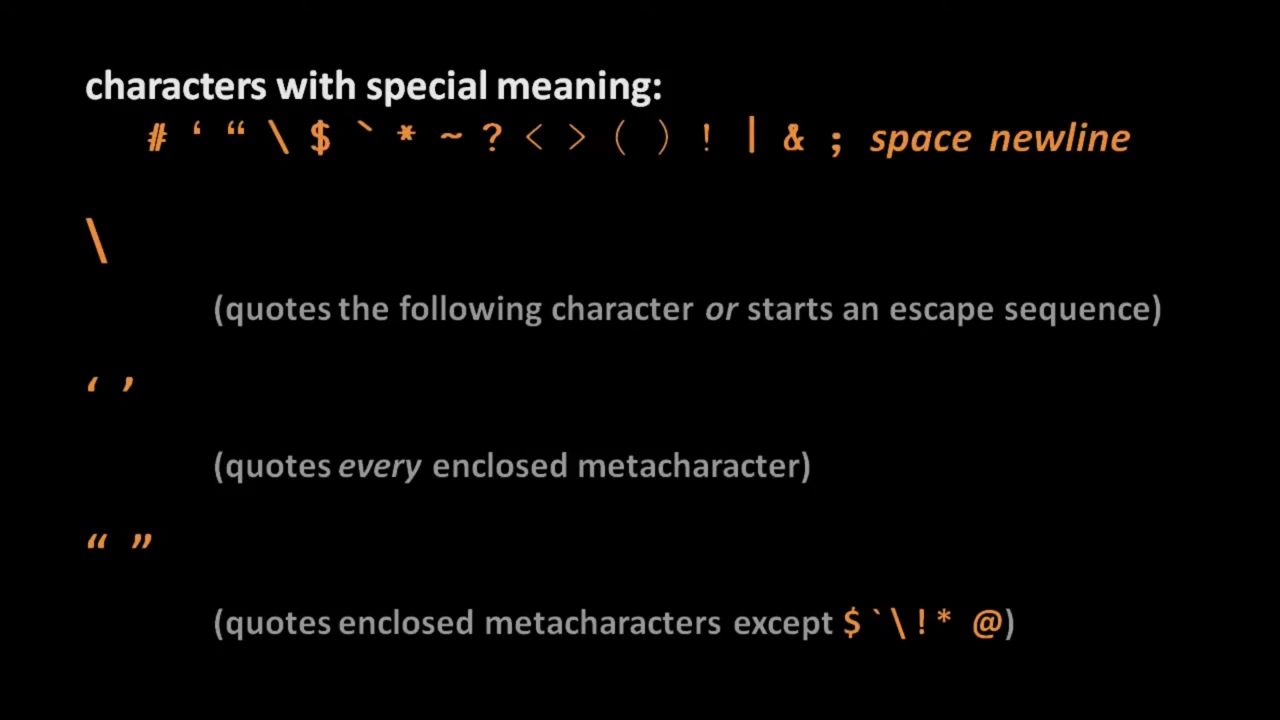 characters with special meaning:
# ‘ “ \ $ ` * ~ ? < > ( ) ! | & ; space newline
\
(quotes the following character or starts an escape sequence)
‘ ’
(quotes every enclosed metacharacter)
“ ”
(quotes enclosed metacharacters except $ ` \ ! * @)